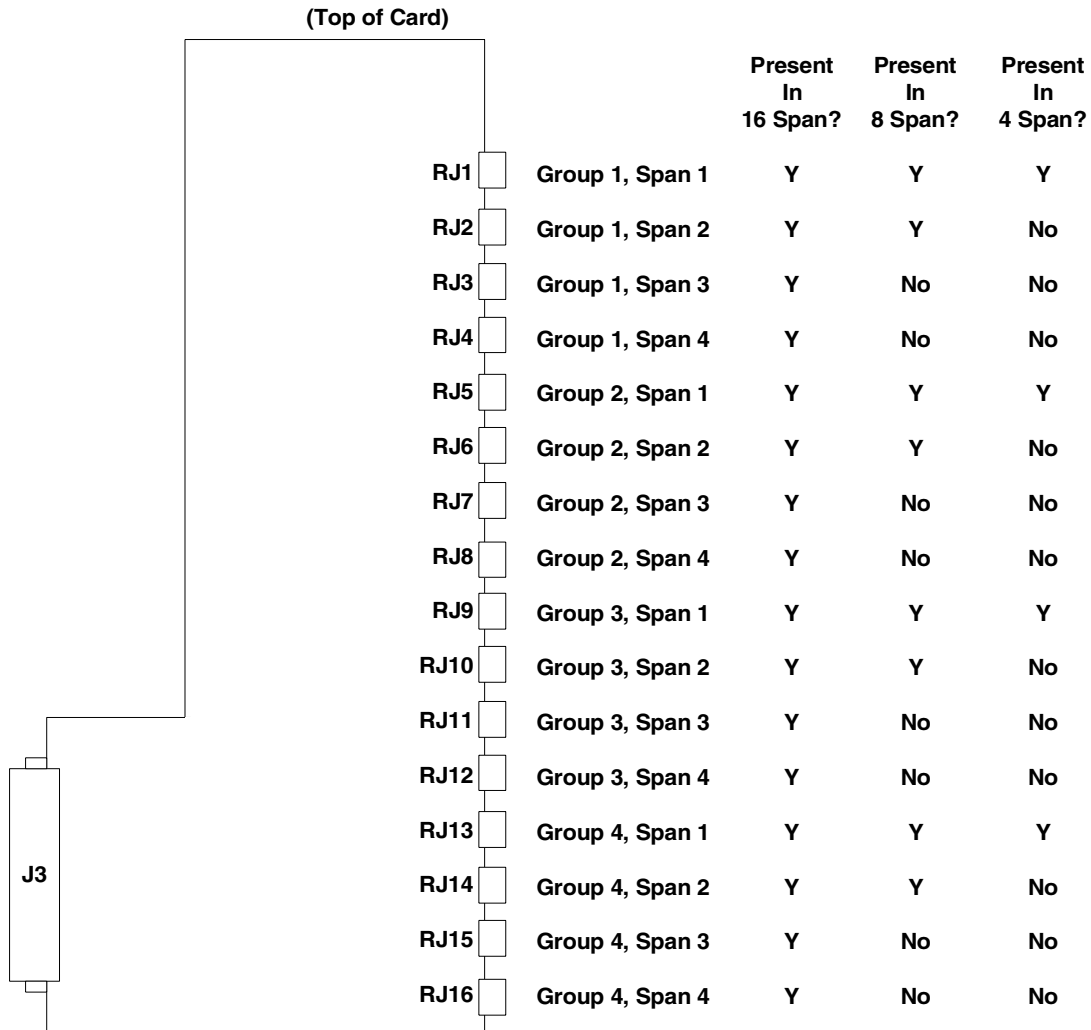 (Top of Card)
Present In 16 Span?
Present In 8 Span?
Present In 4 Span?
RJ1 Group 1, Span 1 Y Y Y
RJ2 Group 1, Span 2 Y Y No
RJ3 Group 1, Span 3 Y No No
RJ4 Group 1, Span 4 Y No No
RJ5 Group 2, Span 1 Y Y Y
RJ6 Group 2, Span 2 Y Y No
RJ7 Group 2, Span 3 Y No No
RJ8 Group 2, Span 4 Y No No
RJ9 Group 3, Span 1 Y Y Y
RJ10 Group 3, Span 2 Y Y No
RJ11 Group 3, Span 3 Y No No
RJ12 Group 3, Span 4 Y No No
RJ13 Group 4, Span 1 Y Y Y
J3
RJ14 Group 4, Span 2 Y Y No
RJ15 Group 4, Span 3 Y No No
RJ16 Group 4, Span 4 Y No No